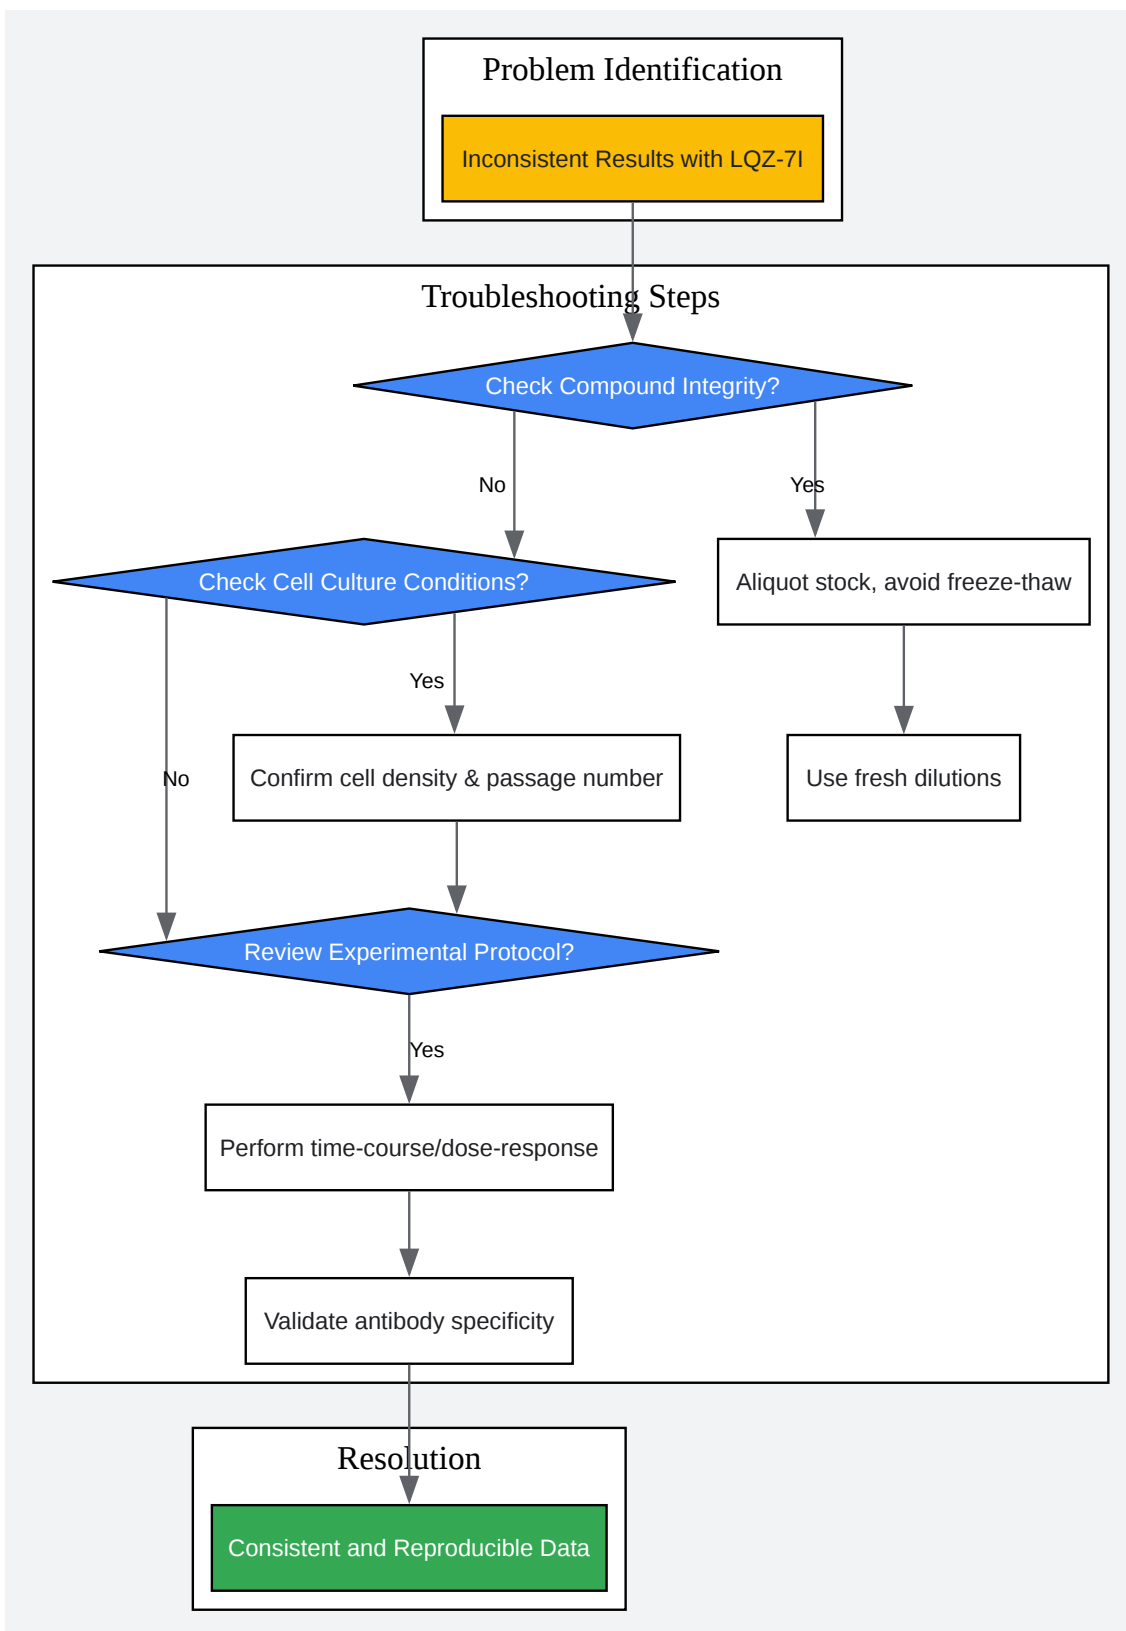 Problem Identification
Inconsistent Results with LQZ-7I
Troubleshooting Steps
Check Compound Integrity?
No
Yes
Check Cell Culture Conditions?
Aliquot stock, avoid freeze-thaw
Yes
No
Confirm cell density & passage number
Use fresh dilutions
Review Experimental Protocol?
Yes
Perform time-course/dose-response
Validate antibody specificity
Resolution
Consistent and Reproducible Data